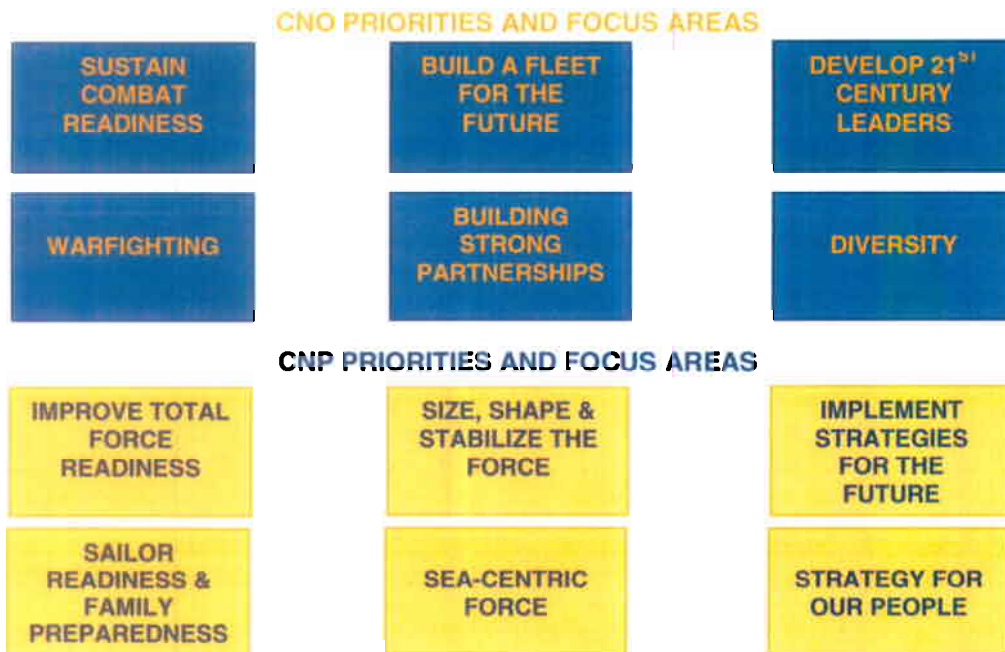 CNO PRIORITIES AND FOCUS AREAS
SUSTAIN
COMBAT
READINESS
BUILD A FLEET
FOR THE
FUTURE
DEVELOP 21ST
CENTURY
LEADERS
WARFIGHTING
BUILDING
STRONG
PARTNERSHIPS
DIVERSITY
CNP PRIORITIES AND FOCUS AREAS
IMPROVE TOTAL
FORCE
READINESS
SIZE, SHAPE &
STABILIZE THE
FORCE
IMPLEMENT
STRATEGIES
FOR THE
FUTURE
SAILOR
READINESS &
FAMILY
PREPAREDNESS
SEA-CENTRIC
FORCE
STRATEGY FOR
OUR PEOPLE